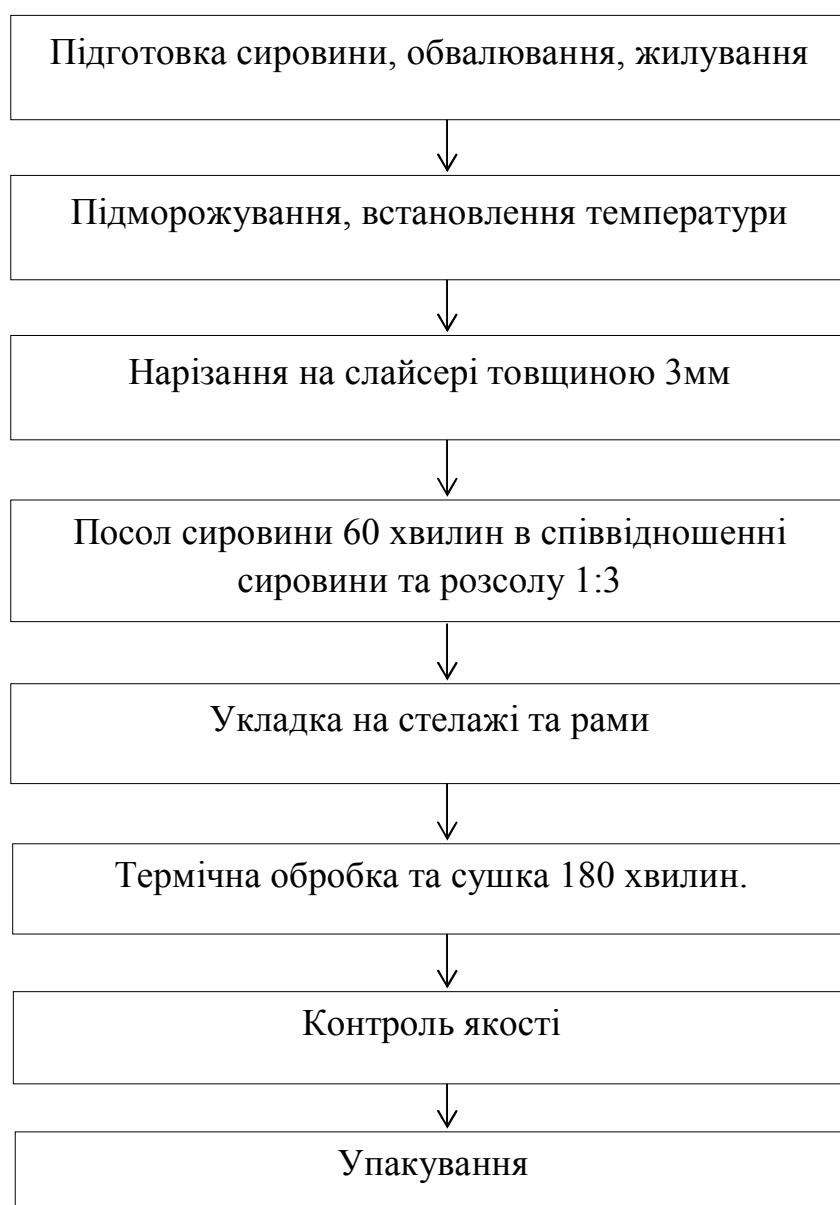 Підготовка сировини, обвалювання, жилування
Підморожування, встановлення температури
Нарізання на слайсері товщиною 3мм
Посол сировини 60 хвилин в співвідношенні
сировини та розсолу 1:3
Укладка на стелажі та рами
Термічна обробка та сушка 180 хвилин.
Контроль якості
Упакування